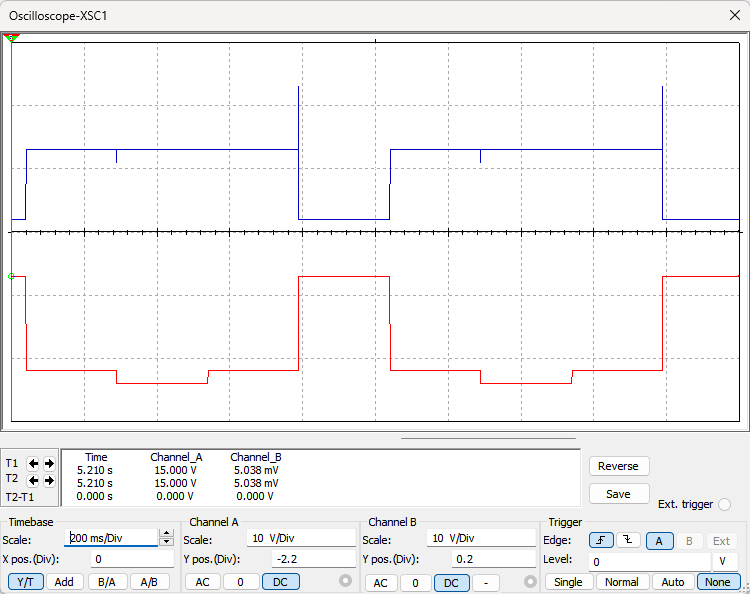 Oscilloscope-XSC1
Time Channel_A Channel_B
T1 5.210 s 15.000 V 5.038 mV
T2 5.210 s 15.000 V 5.038 mV
T2-T1 0.000 s 0.000 V 0.000 V
Reverse
Save
Ext. trigger
Timebase Channel A Channel B Trigger
Scale: 200 ms/Div Scale: 10 V/Div Scale: 10 V/Div Edge: A B Ext
X pos.(Div): 0 Y pos.(Div): -2.2 Y pos.(Div): 0.2 Level: 0 V
Y/T Add B/A A/B AC 0 DC AC 0 DC - Single Normal Auto None